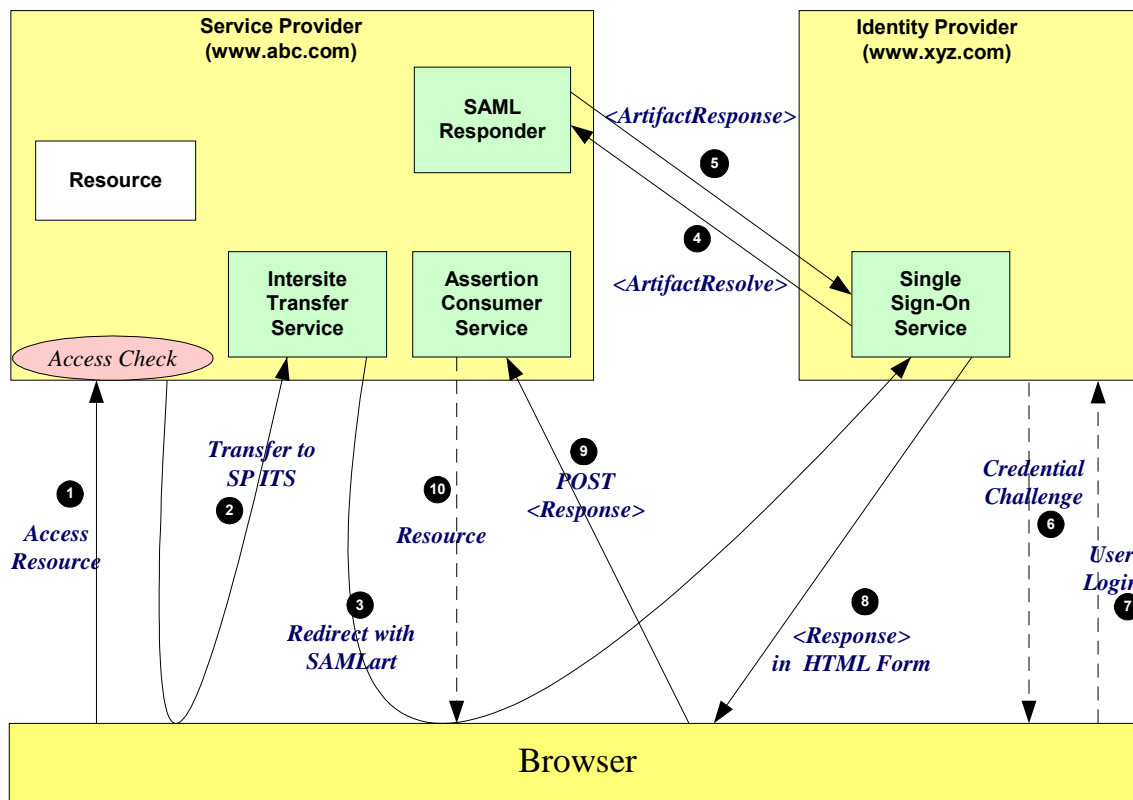 Service Provider
(www.abc.com)
Identity Provider
(www.xyz.com)
SAML
Responder
<ArtifactResponse>
5
Resource
4
<ArtifactResolve>
Intersite
Transfer
Service
Assertion
Consumer
Service
Single
Sign-On
Service
Access Check
Transfer to
SP ITS
2
9
POST
<Response>
Credential
Challenge
6
1
Access
Resource
10
Resource
User
Login
7
3
Redirect with
SAMLart
8
<Response>
in HTML Form
Browser